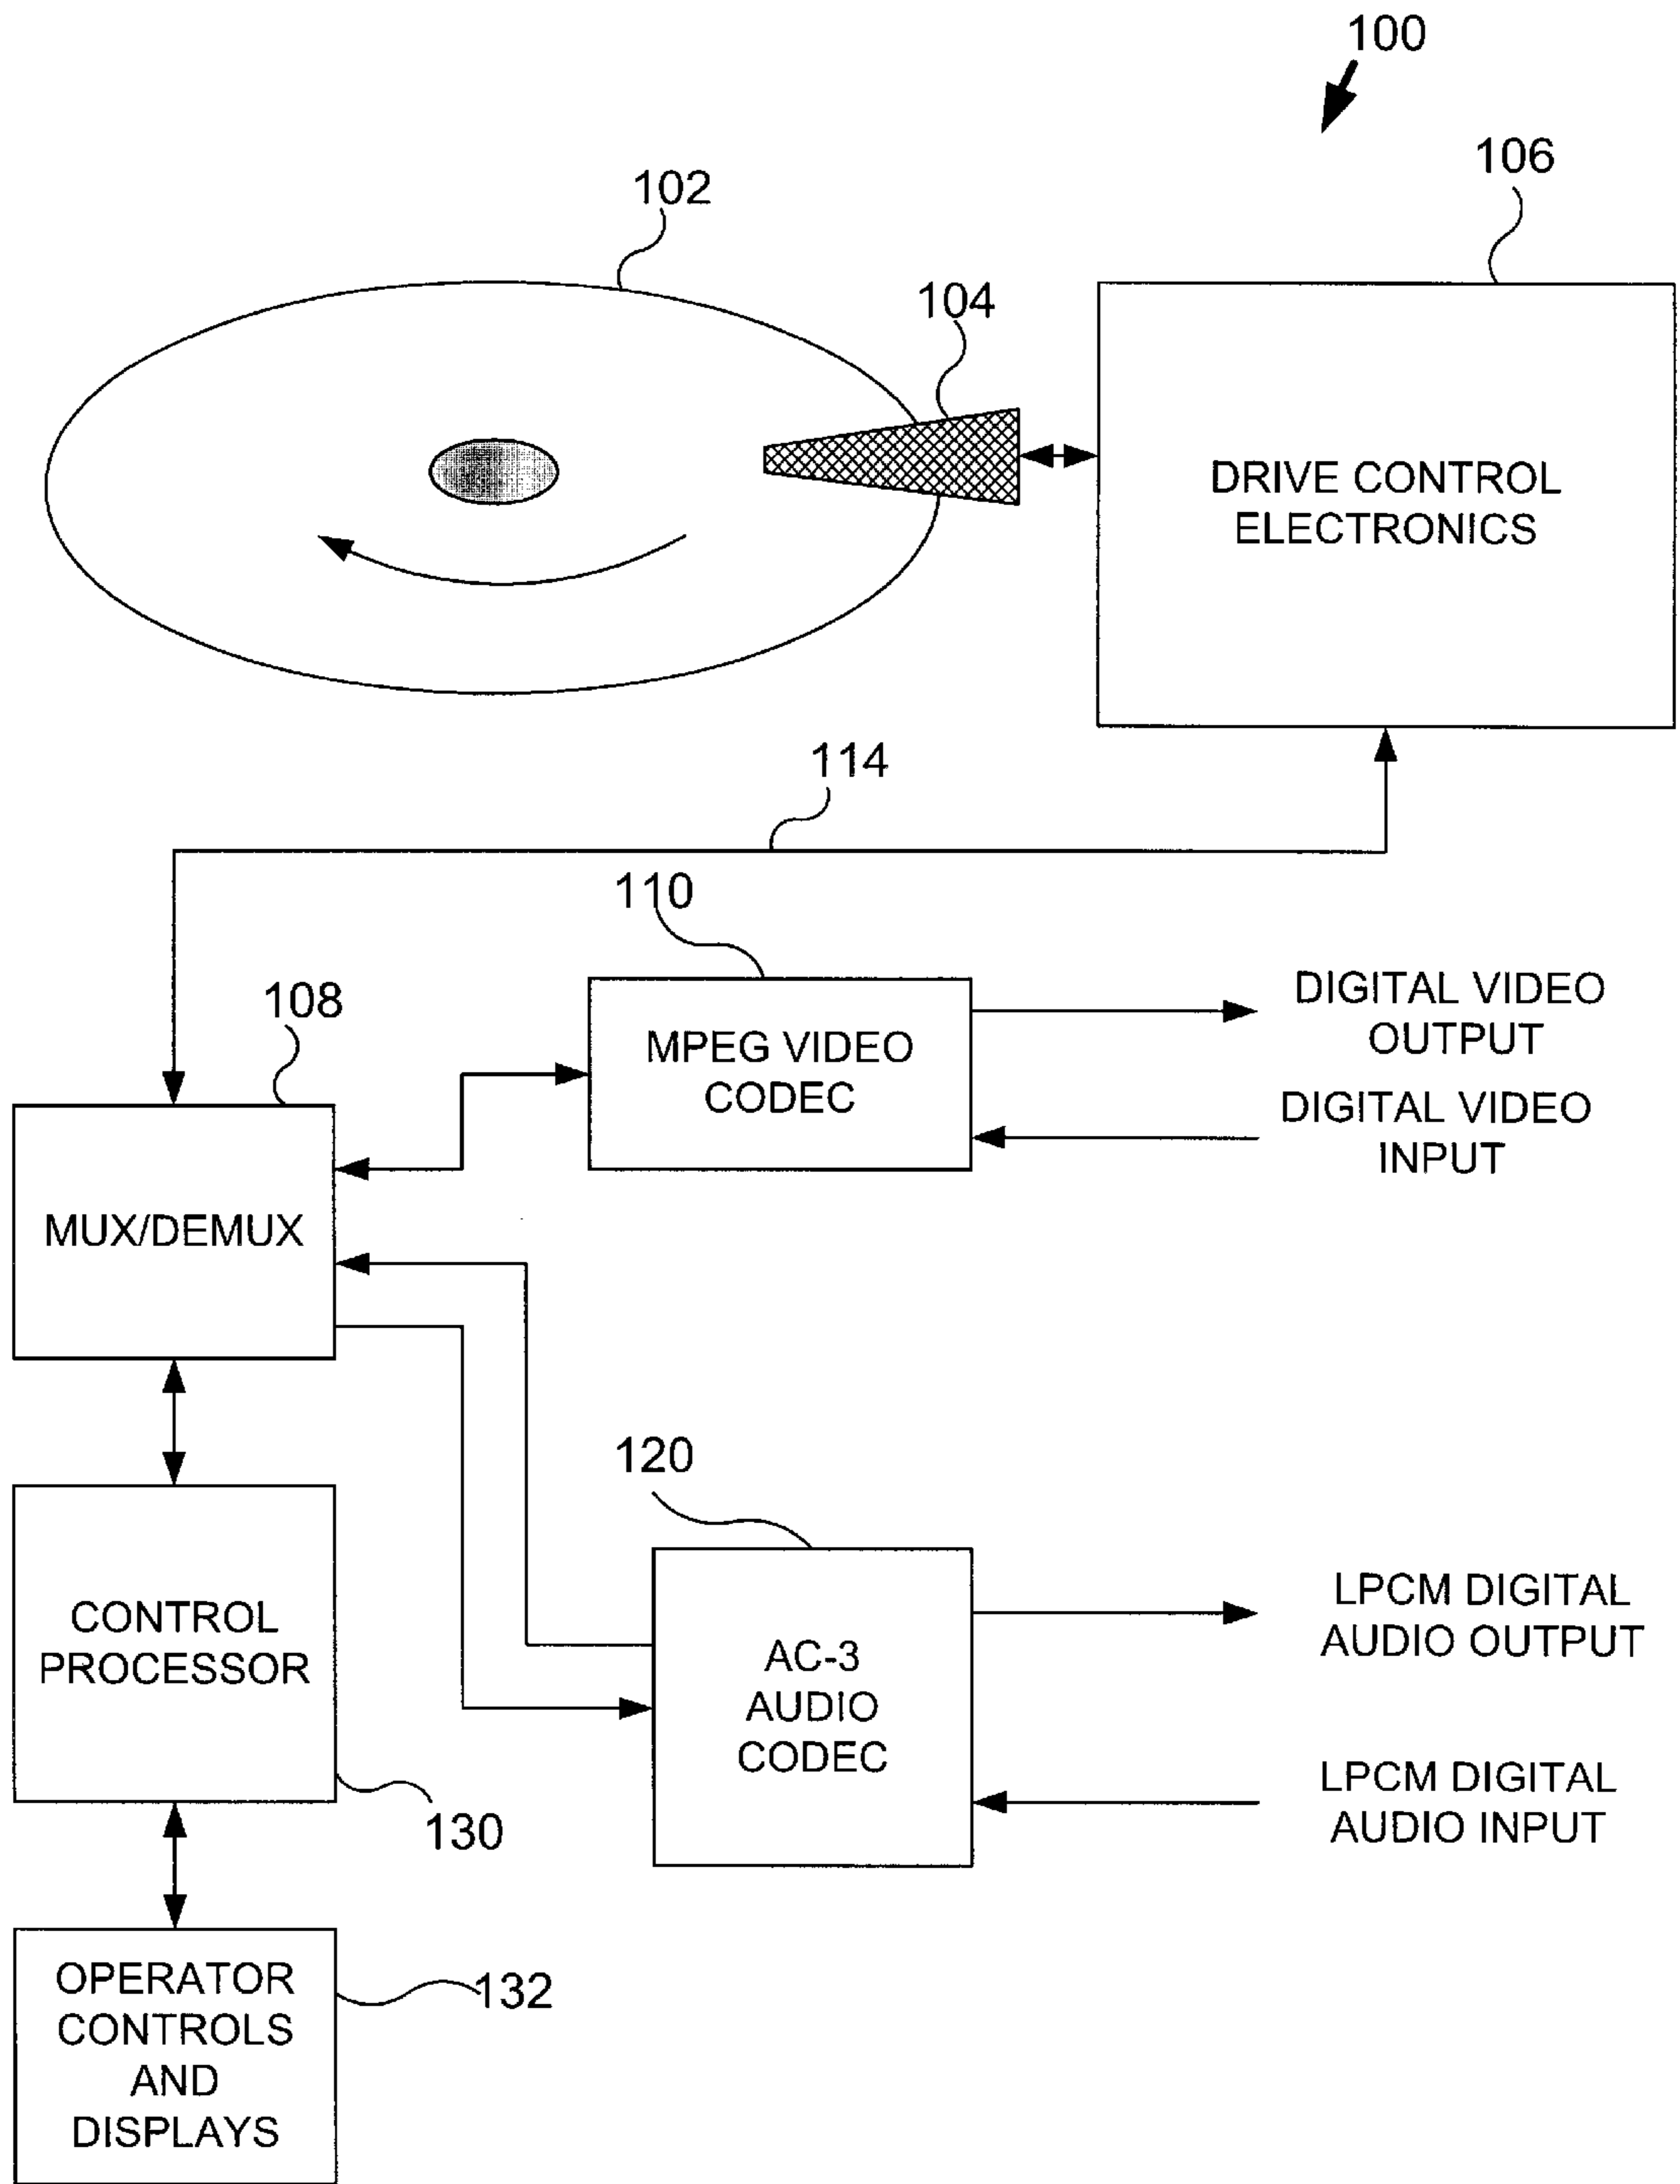 100
106
102
104
DRIVE CONTROL
ELECTRONICS
114
110
108
MPEG VIDEO
CODEC
DIGITAL VIDEO
OUTPUT
DIGITAL VIDEO
INPUT
MUX/DEMUX
120
CONTROL
PROCESSOR
AC-3
AUDIO
CODEC
LPCM DIGITAL
AUDIO OUTPUT
LPCM DIGITAL
AUDIO INPUT
130
132
OPERATOR
CONTROLS
AND
DISPLAYS